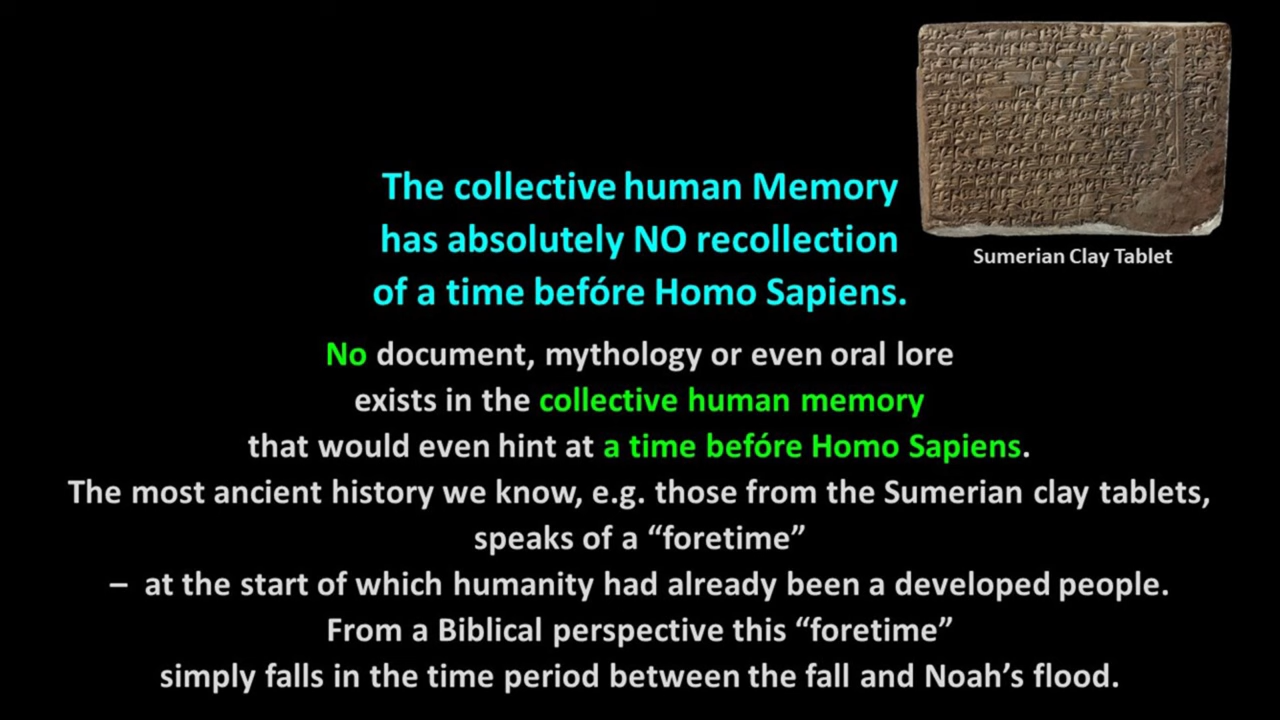 Sumerian Clay Tablet
The collective human Memory
has absolutely NO recollection
of a time befóre Homo Sapiens.
No document, mythology or even oral lore
exists in the collective human memory
that would even hint at a time befóre Homo Sapiens.
The most ancient history we know, e.g. those from the Sumerian clay tablets,
speaks of a “foretime”
– at the start of which humanity had already been a developed people.
From a Biblical perspective this “foretime”
simply falls in the time period between the fall and Noah’s flood.